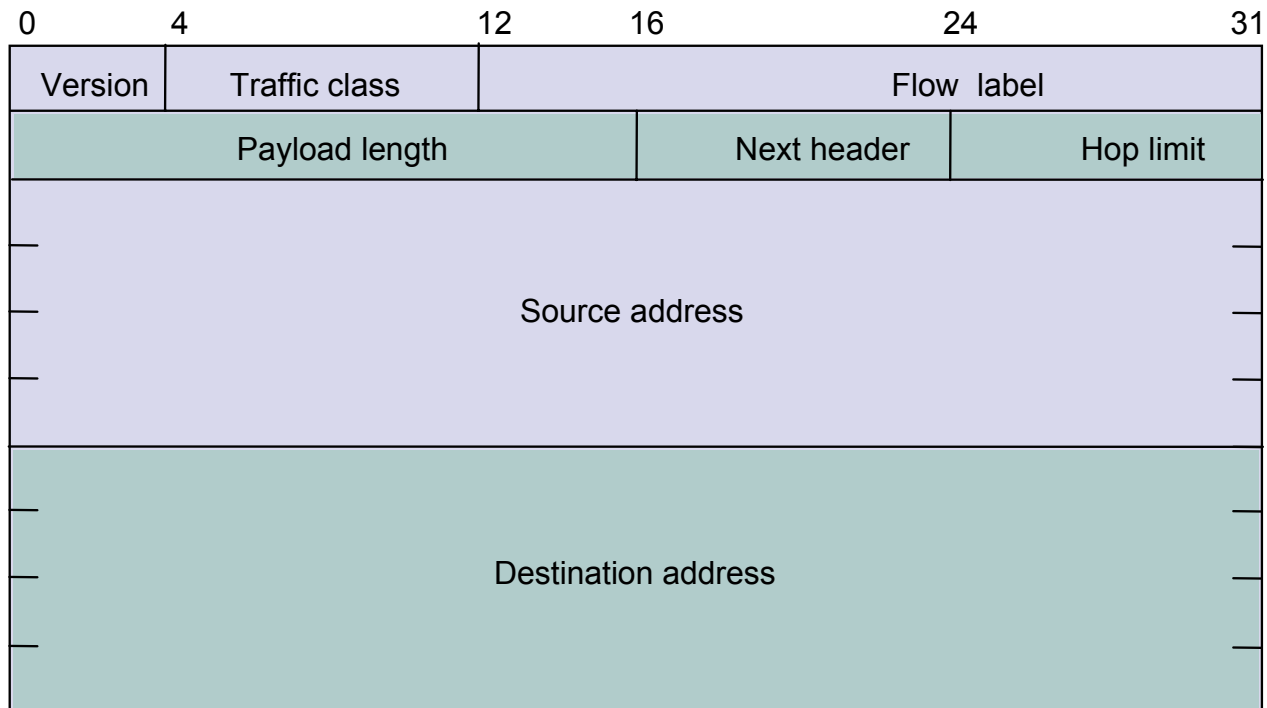 0 4 12 16 24 31
Version Traffic class Flow label
Payload length Next header Hop limit
Source address
Destination address